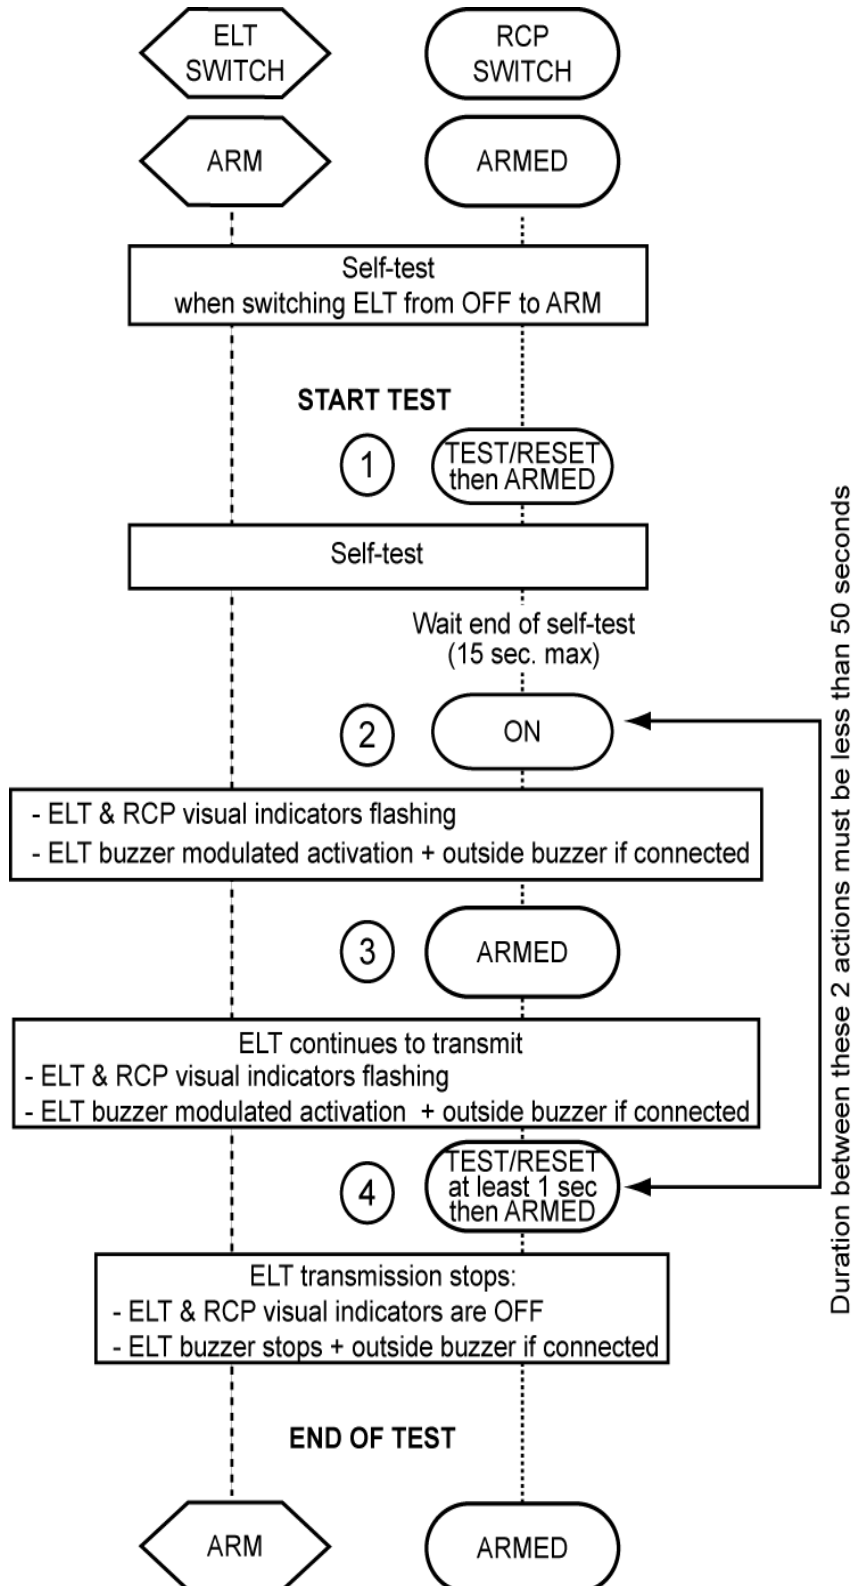 ELT
SWITCH
RCP
SWITCH
ARM
ARMED
Self-test
when switching ELT from OFF to ARM
START TEST
1
TEST/RESET
then ARMED
Self-test
Wait end of self-test
(15 sec. max)
2
ON
- ELT & RCP visual indicators flashing
- ELT buzzer modulated activation + outside buzzer if connected
3
ARMED
ELT continues to transmit
- ELT & RCP visual indicators flashing
- ELT buzzer modulated activation + outside buzzer if connected
4
TEST/RESET
at least 1 sec
then ARMED
ELT transmission stops:
- ELT & RCP visual indicators are OFF
- ELT buzzer stops + outside buzzer if connected
END OF TEST
ARM
ARMED
Duration between these 2 actions must be less than 50 seconds